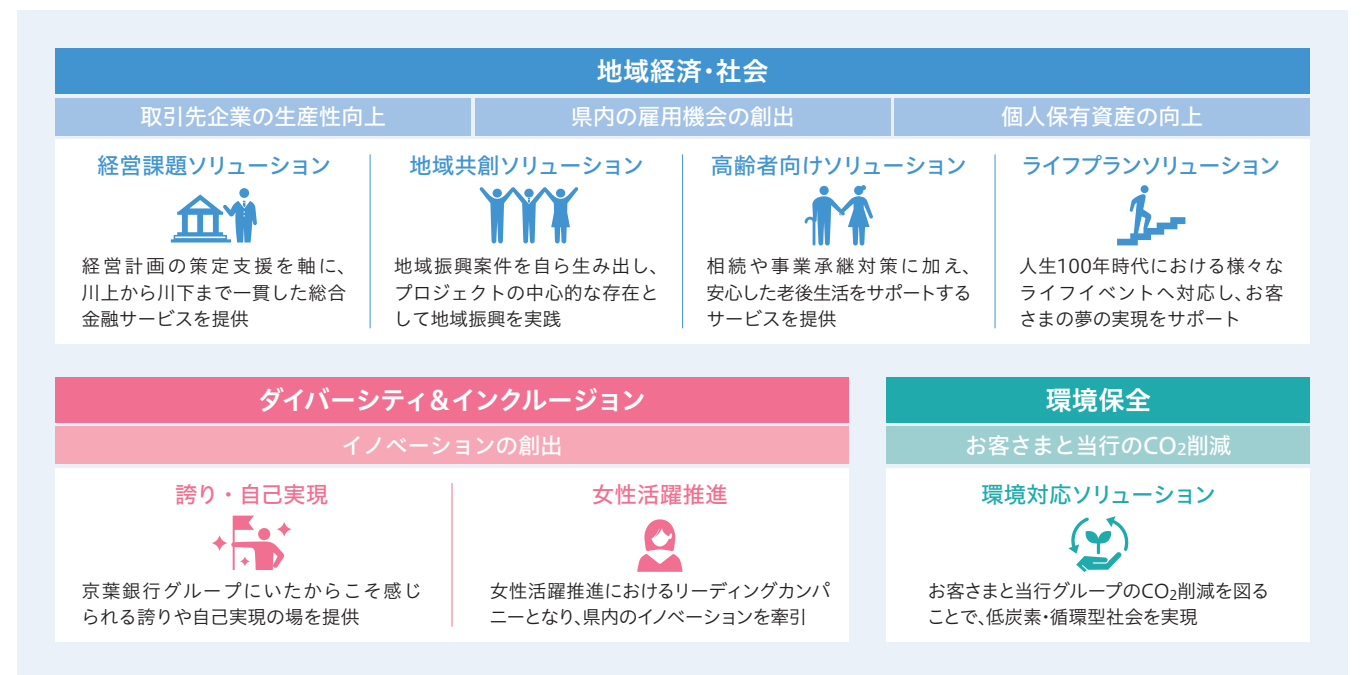 地域経済・社会
取引先企業の生産性向上
県内の雇用機会の創出
個人保有資産の向上
経営課題ソリューション
経営計画の策定支援を軸に、
川上から川下まで一貫した総合
金融サービスを提供
地域共創ソリューション
地域振興案件を自ら生み出し、
プロジェクトの中心的な存在と
して地域振興を実践
高齢者向けソリューション
相続や事業承継対策に加え、
安心した老後生活をサポートする
サービスを提供
ライフプランソリューション
人生100年時代における様々な
ライフイベントへ対応し、お客
さまの夢の実現をサポート
ダイバーシティ&インクルージョン
イノベーションの創出
誇り・自己実現
京葉銀行グループにいたからこそ感じ
られる誇りや自己実現の場を提供
女性活躍推進
女性活躍推進におけるリーディングカンパ
ニーとなり、県内のイノベーションを牽引
環境保全
お客さまと当行のCO₂削減
環境対応ソリューション
お客さまと当行グループのCO₂削減を図る
ことで、低炭素・循環型社会を実現